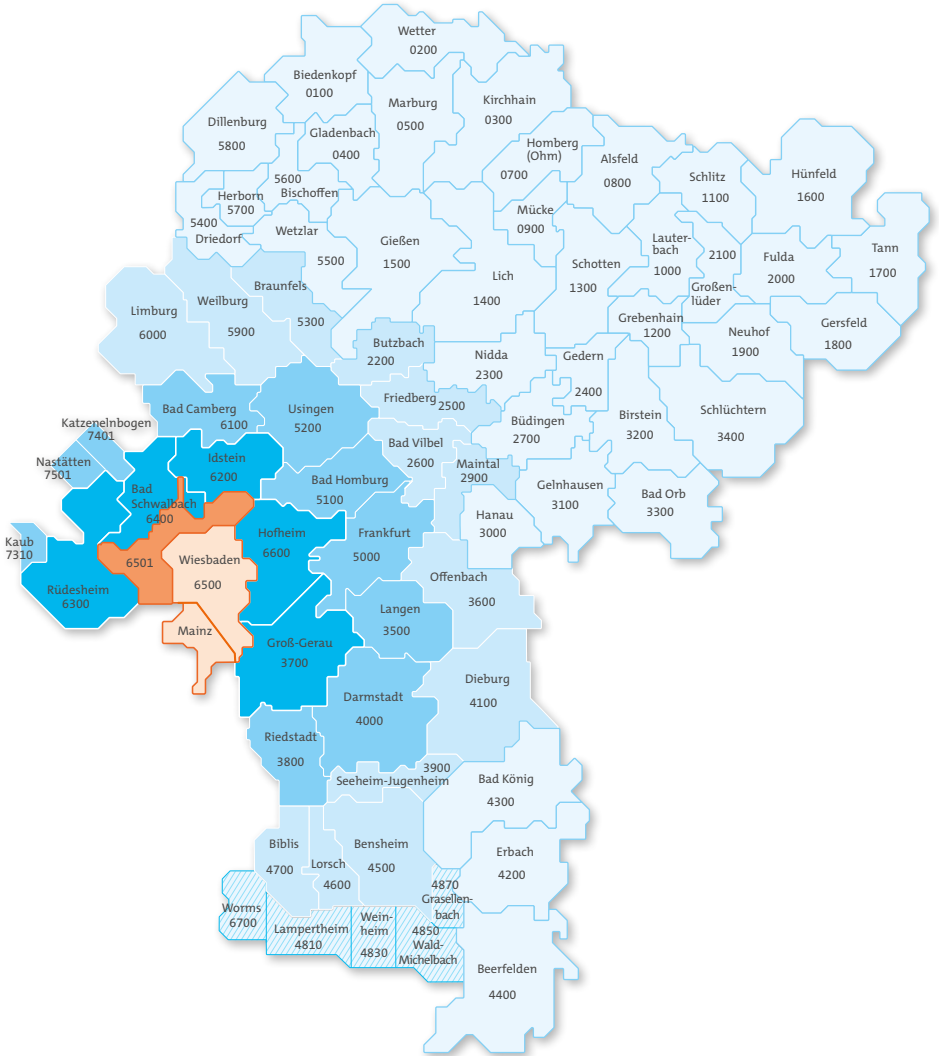 Wetter
0200
Biedenkopf
0100
Marburg
0500
Kirchhain
0300
Dillenburg
5800
Gladenbach
0400
Homberg
(Ohm)
0700
Alsfeld
0800
Schlitz
1100
Hünfeld
1600
5600
Bischoffen
Herborn
5700
5400
Driedorf
Wetzlar
5500
Gießen
1500
Mücke
0900
Lich
1400
Schotten
1300
Lauter-
bach
1000
2100
Großen-
lüder
Fulda
2000
Tann
1700
Limburg
6000
Weilburg
5900
Braunfels
5300
Butzbach
2200
Nidda
2300
Gedern
2400
Grebenhain
1200
Neuhof
1900
Gersfeld
1800
Katzenelnbogen
7401
Bad Camberg
6100
Usingen
5200
Friedberg 2500
Bad Vilbel
2600
Büdingen
2700
Birstein
3200
Schlüchtern
3400
Nastätten
7501
Idstein
6200
Bad Homburg
5100
Maintal
2900
Gelnhausen
3100
Bad Orb
3300
Bad
Schwalbach
6400
Hanau
3000
Kaub
7310
6501
Wiesbaden
6500
Hofheim
6600
Frankfurt
5000
Offenbach
3600
Rüdesheim
6300
Mainz
Groß-Gerau
3700
Langen
3500
Dieburg
4100
Darmstadt
4000
Riedstadt
3800
3900
Seeheim-Jugenheim
Bad König
4300
Biblis
4700
Lorsch
4600
Bensheim
4500
Erbach
4200
4870
Grasellen-
bach
Worms
6700
Lampertheim
4810
Wein-
heim
4830
4850
Wald-
Michelbach
Beerfelden
4400